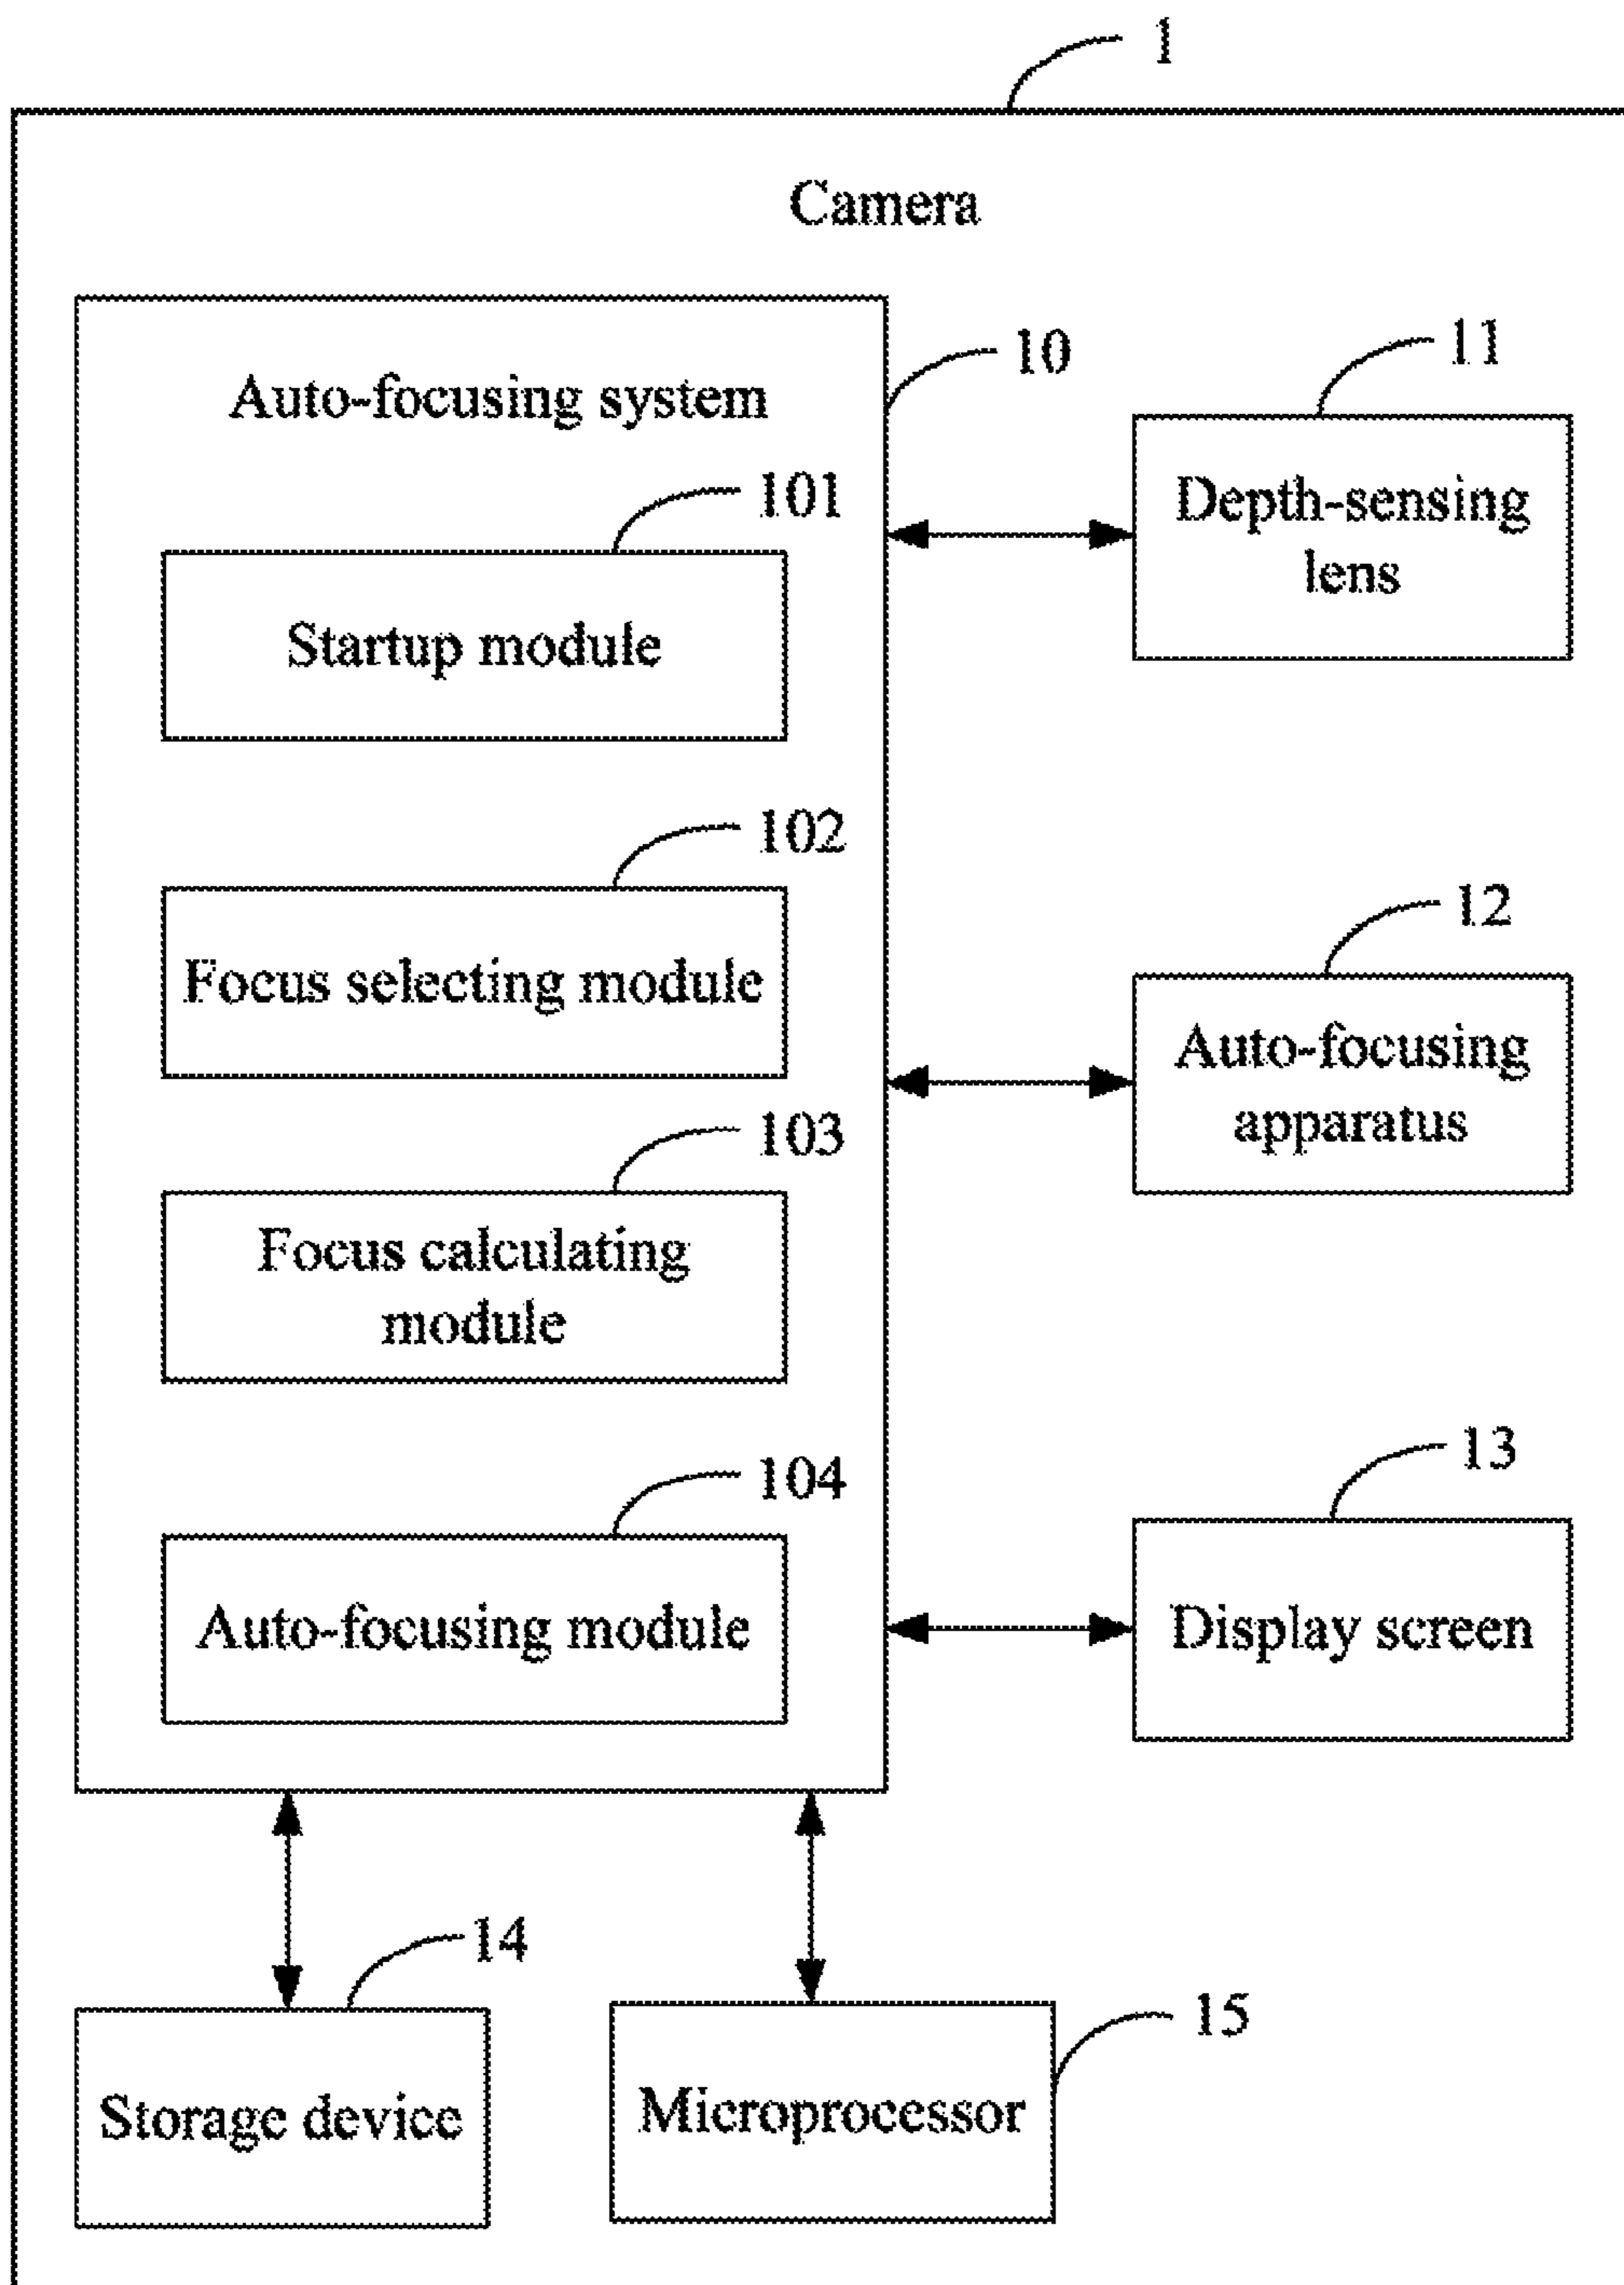 1
Camera
Auto-focusing system
10
11
Depth-sensing
lens
101
Startup module
102
Focus selecting module
12
Auto-focusing
apparatus
103
Focus calculating
module
13
Display screen
104
Auto-focusing module
14
Storage device
15
Microprocessor